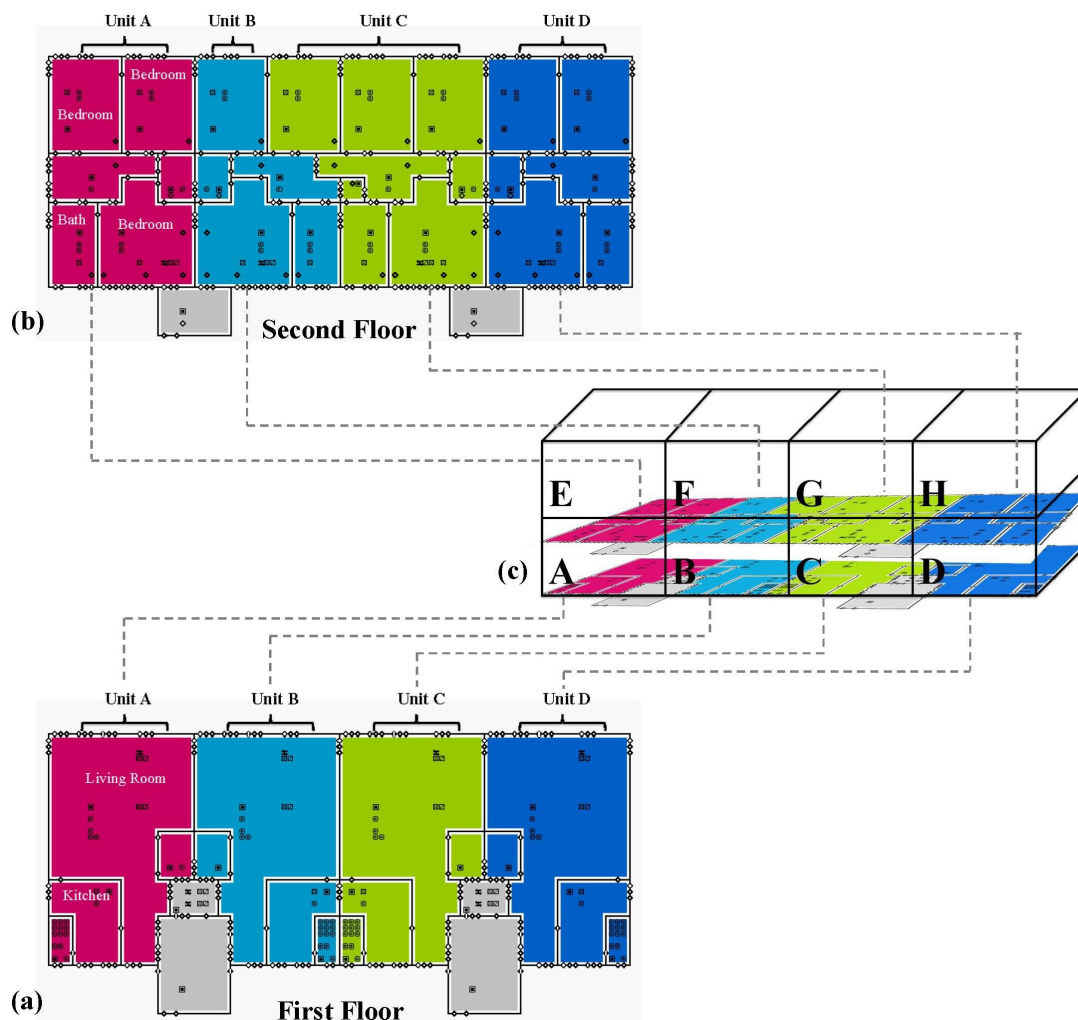 Unit A Unit B Unit C Unit D
Bedroom
Bedroom
Bath
Bedroom
(b)
Second Floor
E F G H
(c)
A B C D
Unit A Unit B Unit C Unit D
Living Room
Kitchen
(a)
First Floor